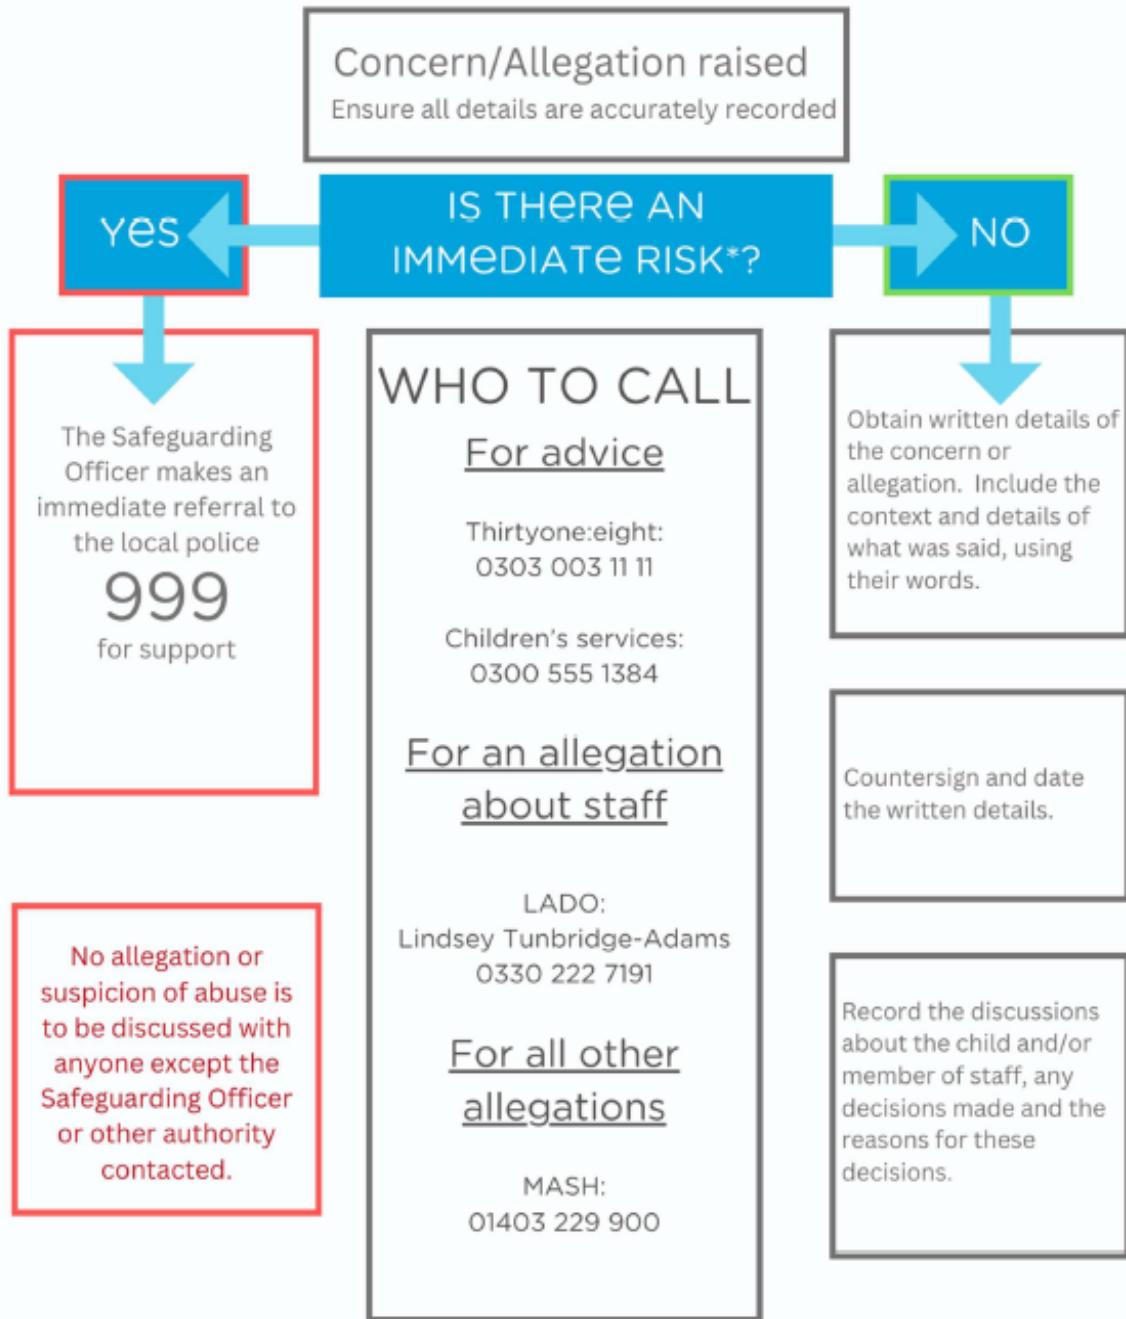 Concern/Allegation raised
Ensure all details are accurately recorded
YES
IS THERE AN
IMMEDIATE RISK*?
NO
The Safeguarding
Officer makes an
immediate referral to
the local police
999
for support
No allegation or
suspicion of abuse is
to be discussed with
anyone except the
Safeguarding Officer
or other authority
contacted.
WHO TO CALL
For advice
Thirtyone:eight:
0303 003 11 11
Children's services:
0300 555 1384
For an allegation
about staff
LADO:
Lindsey Tunbridge-Adams
0330 222 7191
For all other
allegations
MASH:
01403 229 900
Obtain written details of
the concern or
allegation. Include the
context and details of
what was said, using
their words.
Countersign and date
the written details.
Record the discussions
about the child and/or
member of staff, any
decisions made and the
reasons for these
decisions.